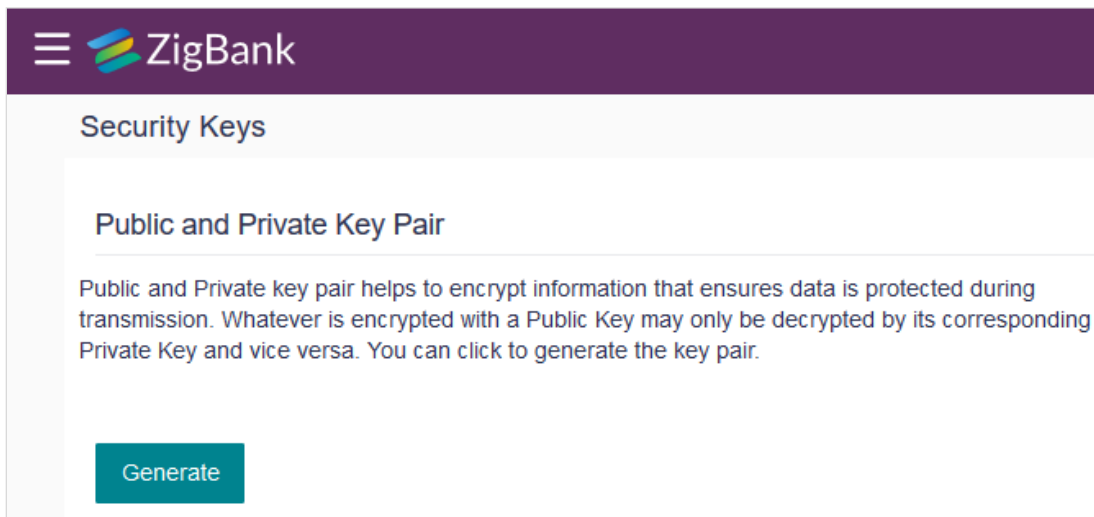 ZigBank
Security Keys
Public and Private Key Pair
Public and Private key pair helps to encrypt information that ensures data is protected during
transmission. Whatever is encrypted with a Public Key may only be decrypted by its corresponding
Private Key and vice versa. You can click to generate the key pair.
Generate